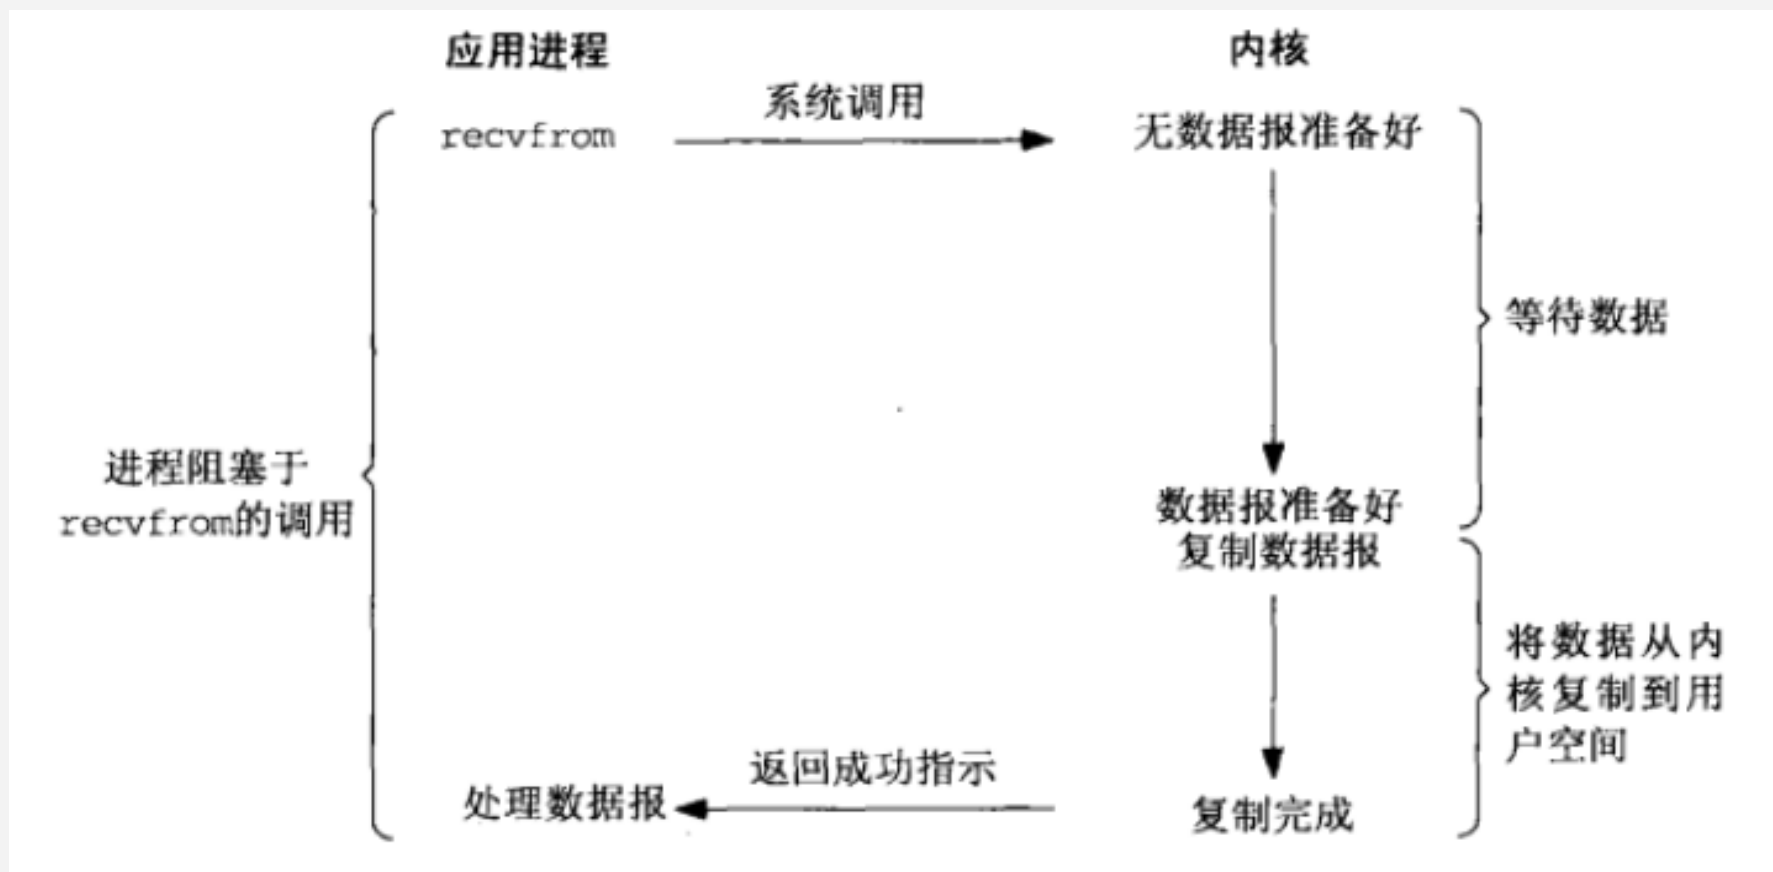 应用进程
内核
系统调用
recvfrom
无数据报准备好
等待数据
进程阻塞于
recvfrom的调用
数据报准备好
复制数据报
将数据从内
核复制到用
户空间
返回成功指示
处理数据报
复制完成